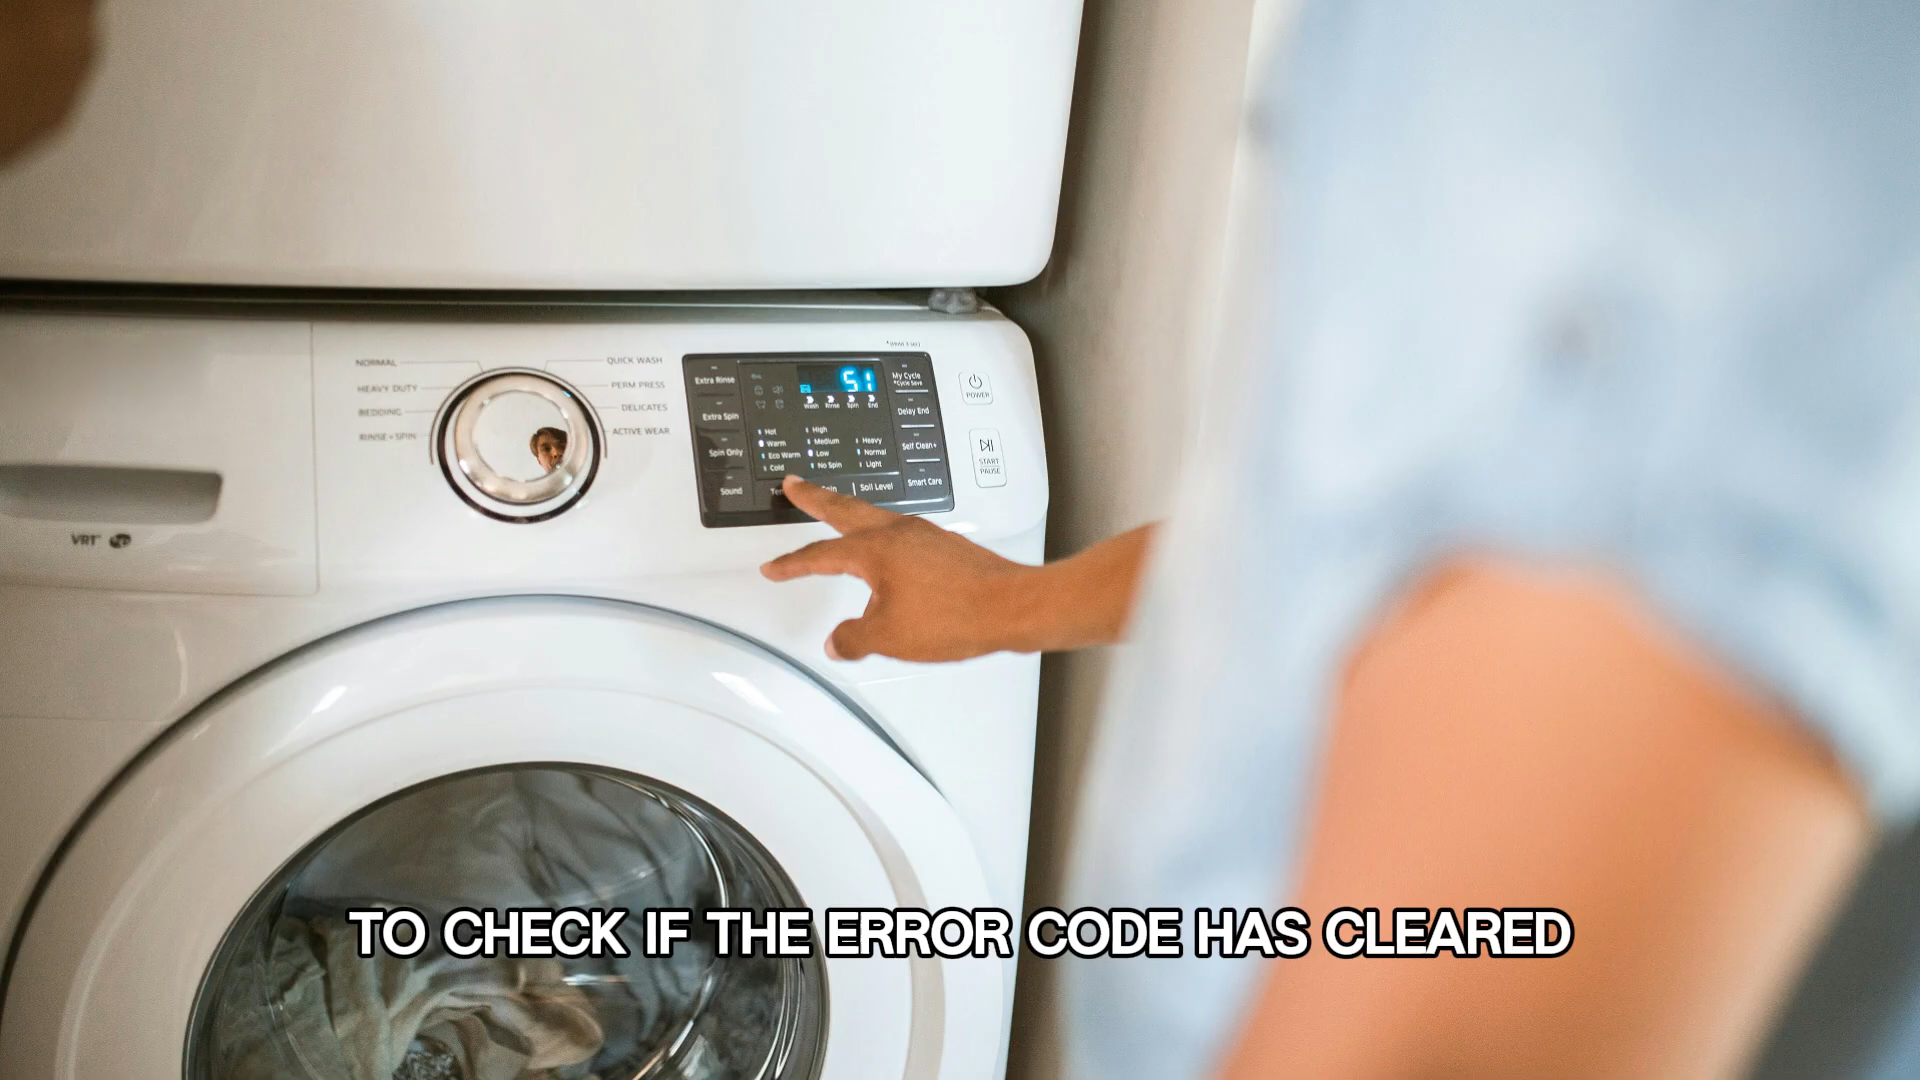 NORMAL
HEAVY DUTY
BEDDING
RINSE+SPIN
QUICK WASH
PERM PRESS
DELICATES
ACTIVE WEAR
Extra Rinse
Extra Spin
Spin Only
Sound
51
Wash Rinse Spin End
Hot
Warm
Eco Warm
Cold
High
Medium
Low
No Spin
Heavy
Normal
Light
Soil Level
My Cycle
*Cycle Save
Delay End
Self Clean+
Smart Care
POWER
START
PAUSE
VRT
TO CHECK IF THE ERROR CODE HAS CLEARED